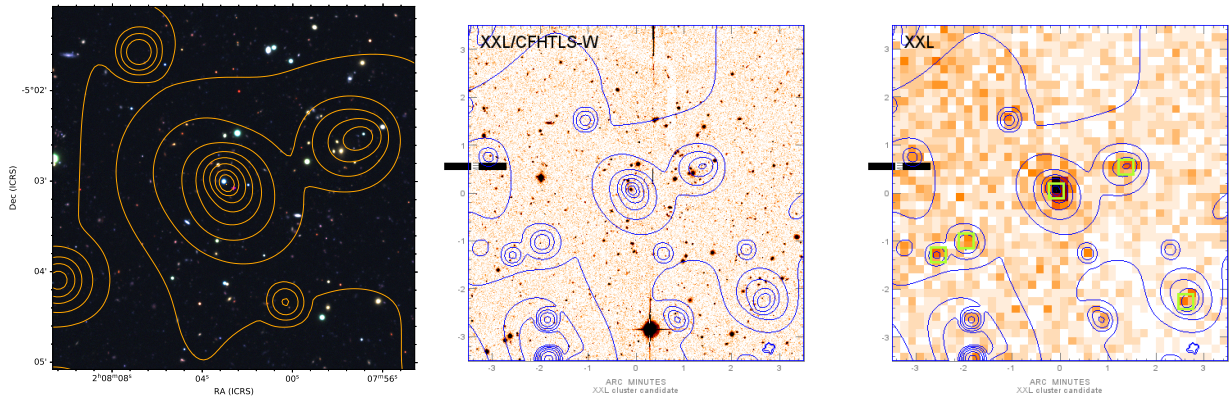 -5°02'
03'
04'
05'
Dec (ICRS)
2ʰ08ᵐ08ˢ
04ˢ
00ˢ
07ᵐ56ˢ
RA (ICRS)
XXL/CFHTLS-W
3
2
1
0
-1
-2
-3
-3
-2
-1
0
1
2
3
ARC MINUTES
XXL cluster candidate
XXL
3
2
1
0
-1
-2
-3
-3
-2
-1
0
1
2
3
ARC MINUTES
XXL cluster candidate